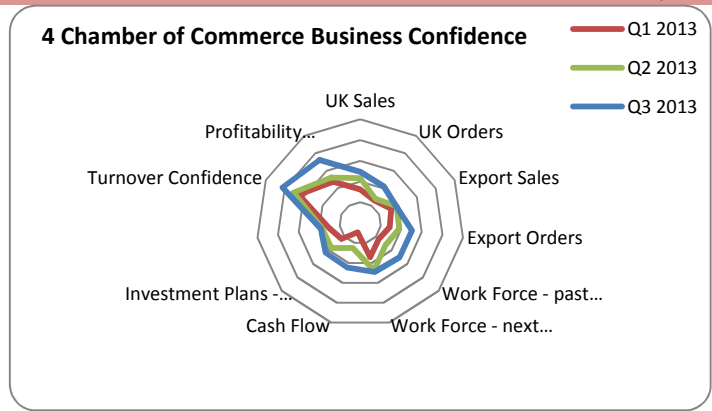 4 Chamber of Commerce Business Confidence
Q1 2013
Q2 2013
Q3 2013
UK Sales
UK Orders
Export Sales
Export Orders
Work Force - past...
Work Force - next...
Cash Flow
Investment Plans -...
Turnover Confidence
Profitability...